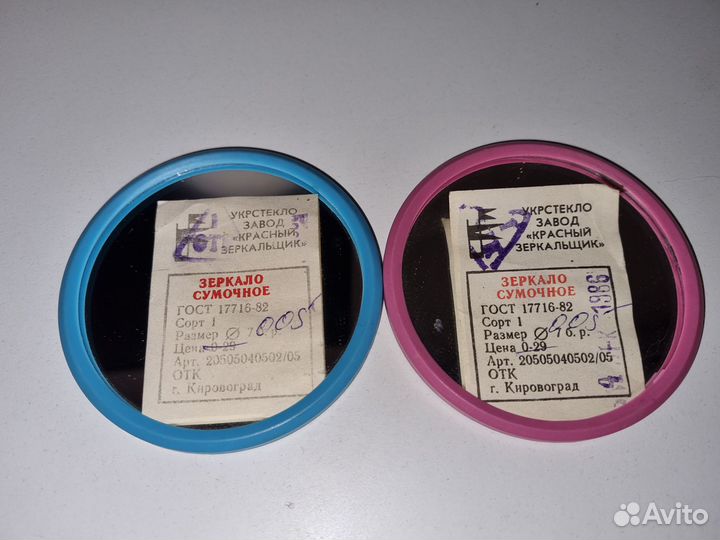 УКРСТЕКЛО
ЗАВОД
«КРАСНЫЙ
ЗЕРКАЛЬЩИК»
ЗЕРКАЛО
СУМОЧНОЕ
ГОСТ 17716-82
Сорт 1
Размер ∅ 7 р.
Цена 0-29
Арт. 20505040502/05
ОТК
г. Кировоград
УКРСТЕКЛО
ЗАВОД
«КРАСНЫЙ
ЗЕРКАЛЬЩИК»
ЗЕРКАЛО
СУМОЧНОЕ
ГОСТ 17716-82
Сорт 1
Размер ∅ б. р.
Цена 0-29
Арт. 20505040502/05
ОТК
г. Кировоград
1986
Avito